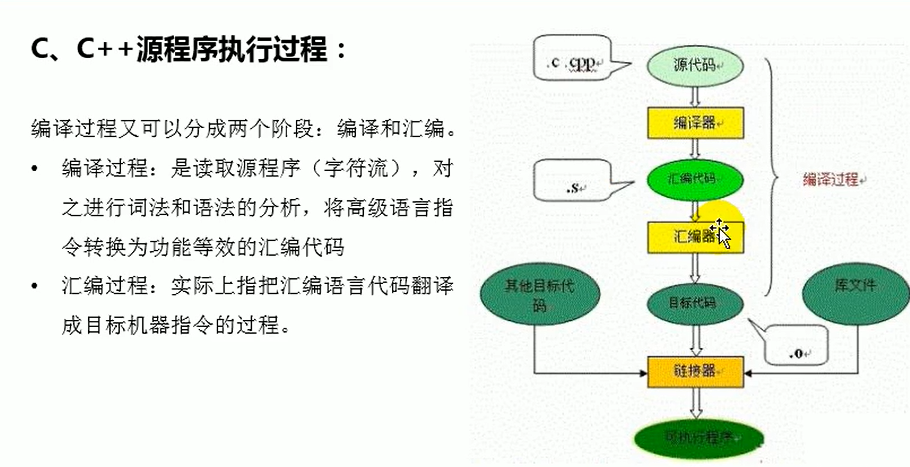 C、C++源程序执行过程：
编译过程又可以分成两个阶段：编译和汇编。
• 编译过程：是读取源程序（字符流），对
之进行词法和语法的分析，将高级语言指
令转换为功能等效的汇编代码
• 汇编过程：实际上指把汇编语言代码翻译
成目标机器指令的过程。
.c .cpp
源代码
编译器
.s
汇编代码
编译过程
汇编器
其他目标代
码
目标代码
库文件
.o
链接器
可执行程序